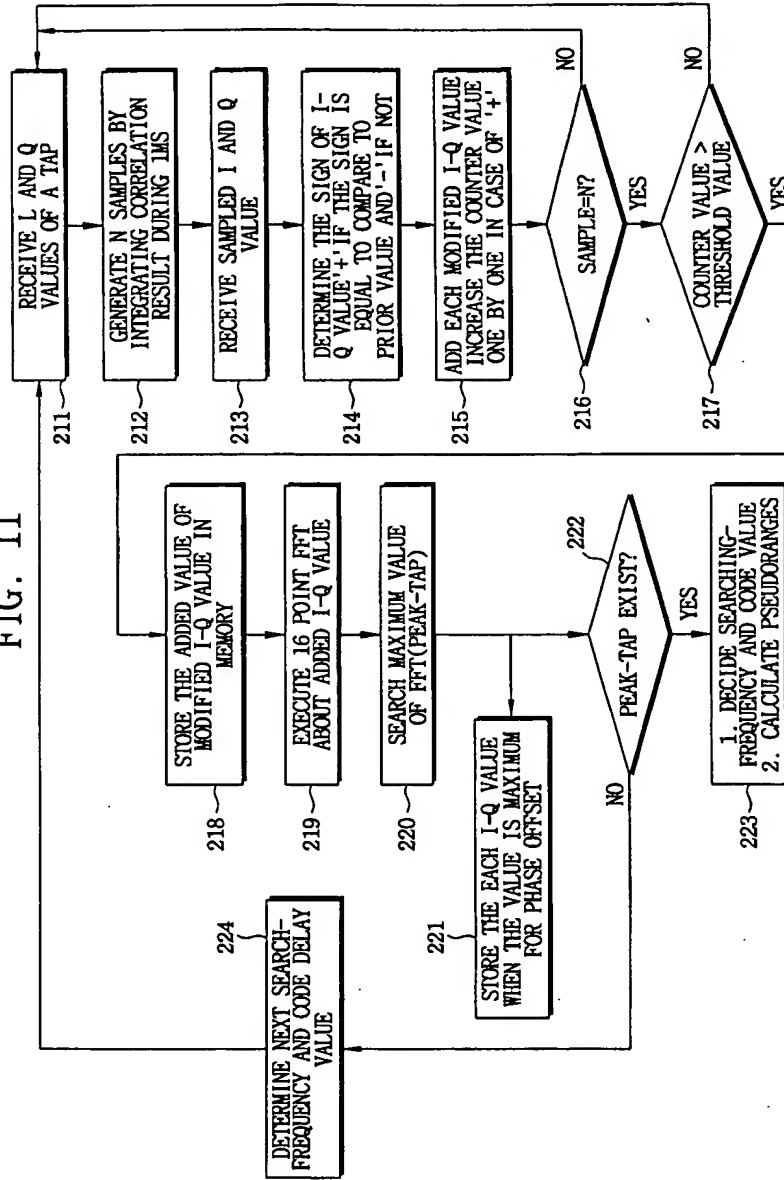 FIG. 11
RECEIVE L AND Q
VALUES OF A TAP
211
GENERATE N SAMPLES BY
INTEGRATING CORRELATION
RESULT DURING 1MS
212
RECEIVE SAMPLED I AND Q
VALUE
213
DETERMINE THE SIGN OF I-
Q VALUE'+'IF THE SIGN IS
EQUAL TO COMPARE TO
PRIOR VALUE AND'-'IF NOT
214
ADD EACH MODIFIED I-Q VALUE
INCREASE THE COUNTER VALUE
ONE BY ONE IN CASE OF '+'
215
SAMPLE=N?
216
NO
YES
COUNTER VALUE >
THRESHOLD VALUE
217
NO
YES
STORE THE ADDED VALUE OF
MODIFIED I-Q VALUE IN
MEMORY
218
EXECUTE 16 POINT FFT
ABOUT ADDED I-Q VALUE
219
SEARCH MAXIMUM VALUE
OF FFT(PEAK-TAP)
220
STORE THE EACH I-Q VALUE
WHEN THE VALUE IS MAXIMUM
FOR PHASE OFFSET
221
PEAK-TAP EXIST?
222
NO
YES
1. DECIDE SEARCHING-
FREQUENCY AND CODE VALUE
2. CALCULATE PSEUDORANGES
223
DETERMINE NEXT SEARCH-
FREQUENCY AND CODE DELAY
VALUE
224